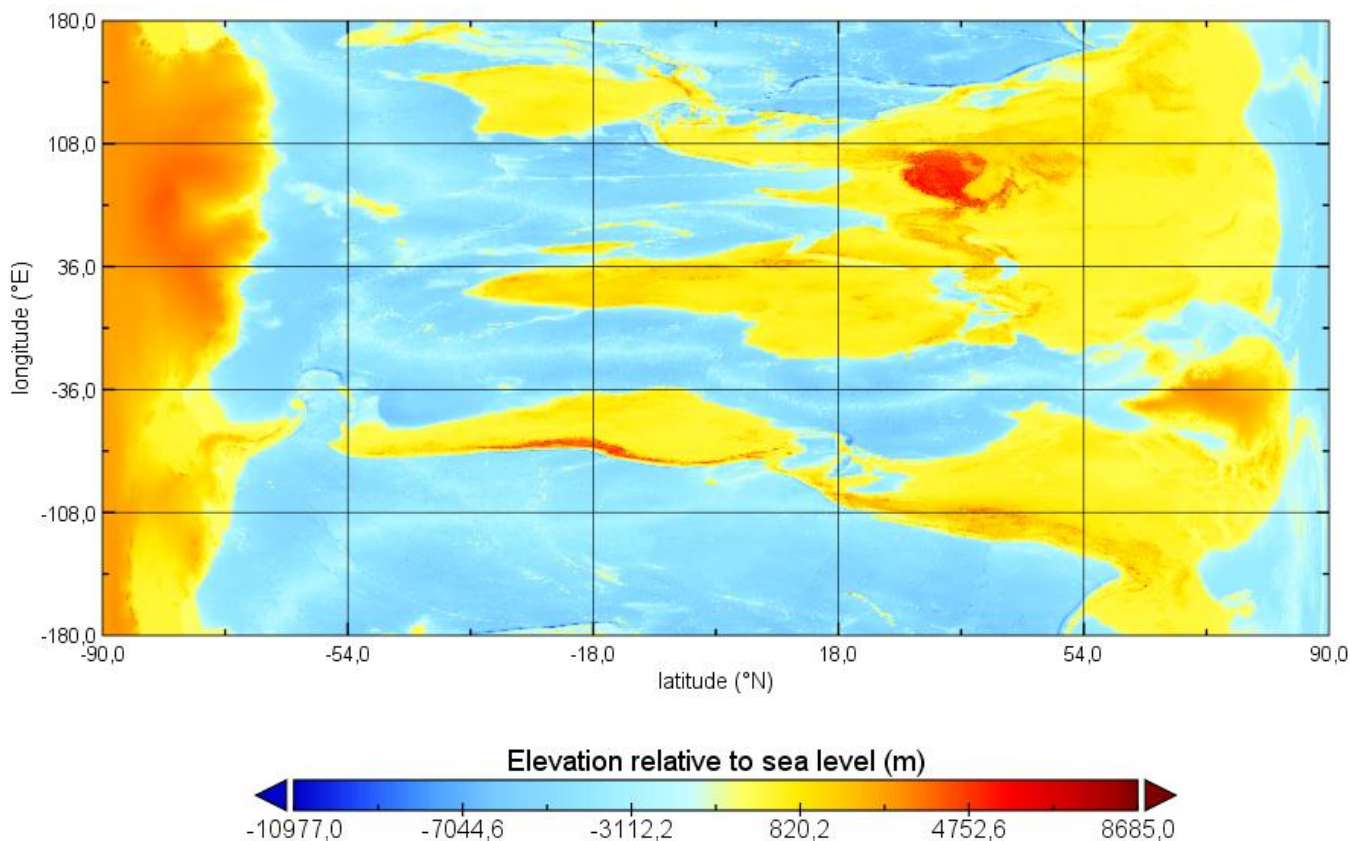 180,0
108,0
36,0
-36,0
-108,0
-180,0
longitude (°E)
-90,0 -54,0 -18,0 18,0 54,0 90,0
latitude (°N)
Elevation relative to sea level (m)
-10977,0 -7044,6 -3112,2 820,2 4752,6 8685,0